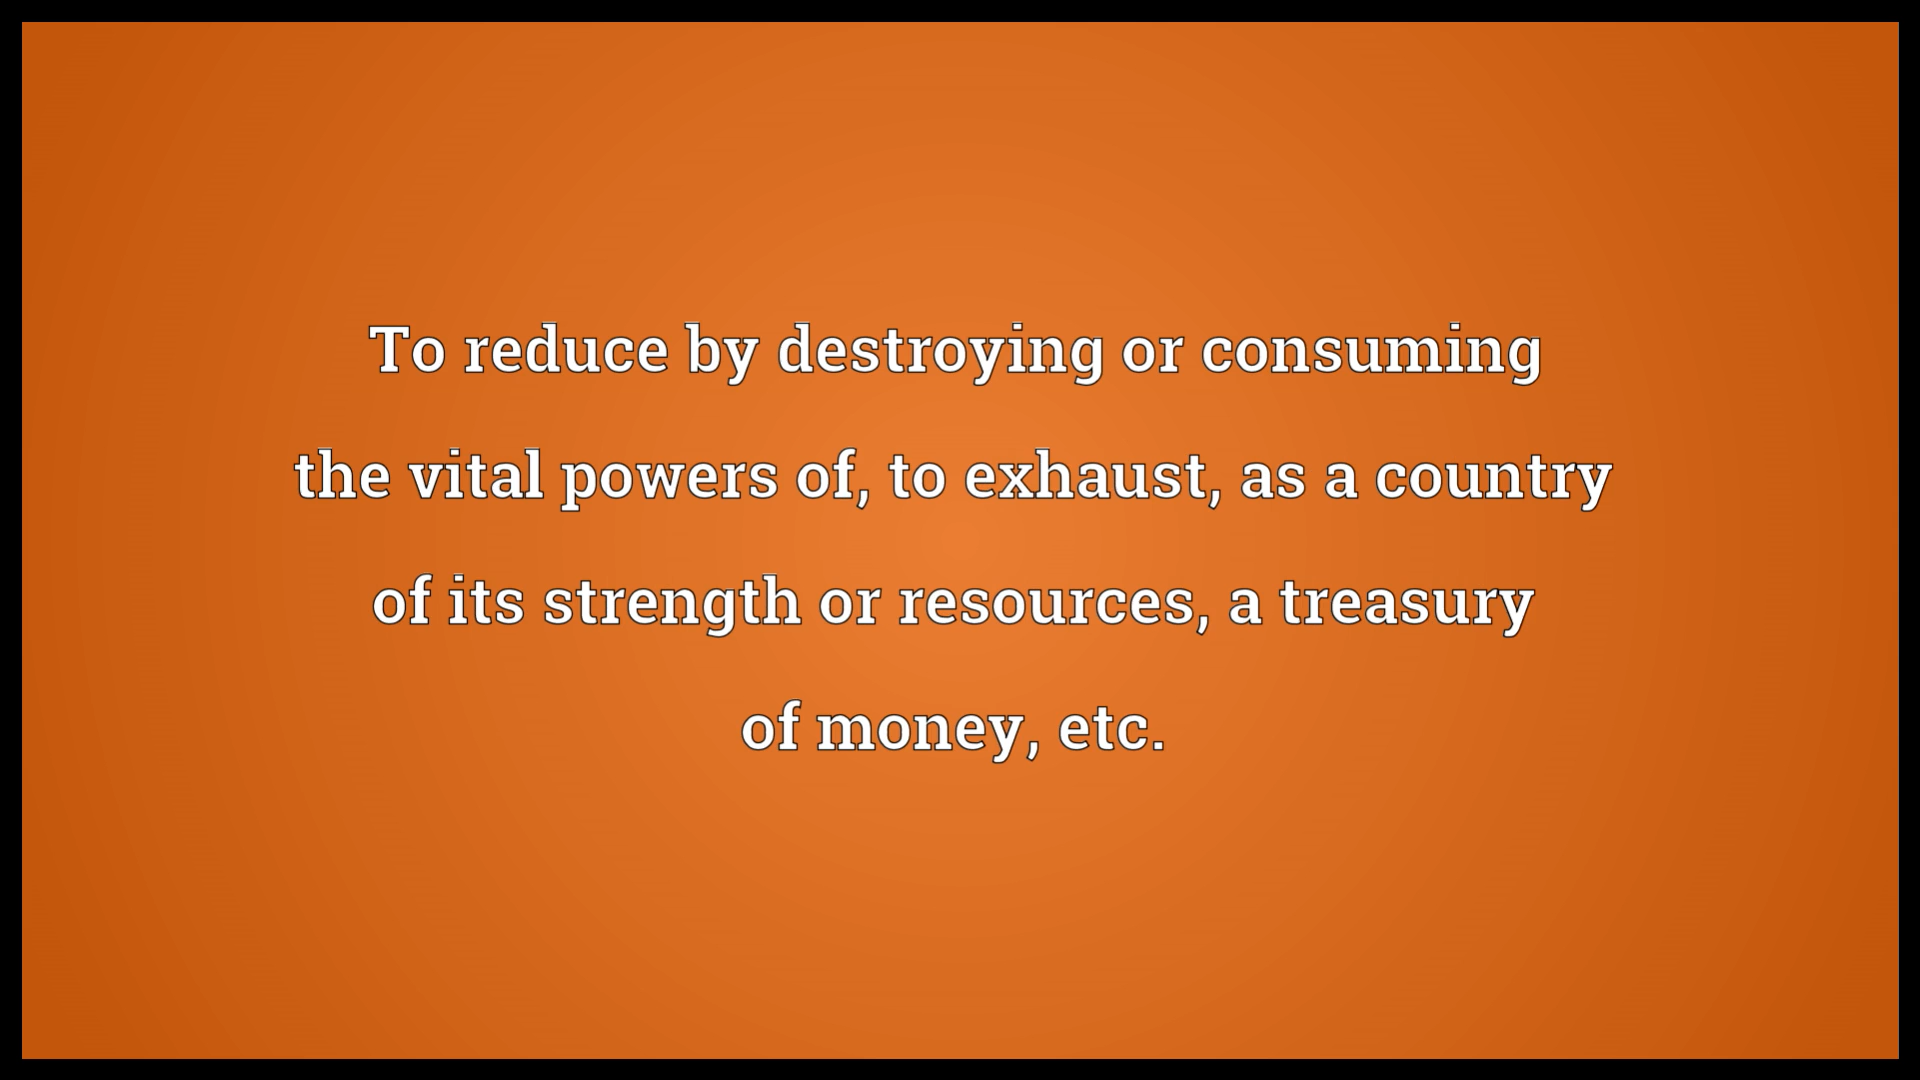 To reduce by destroying or consuming
the vital powers of, to exhaust, as a country
of its strength or resources, a treasury
of money, etc.